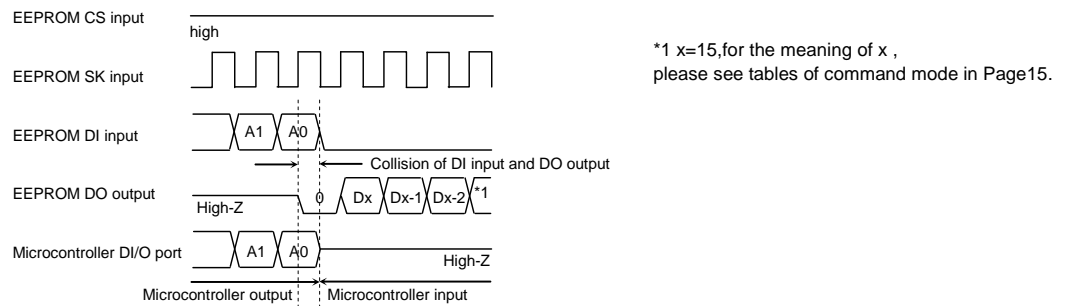 EEPROM CS input
high
*1 x=15,for the meaning of x ,
please see tables of command mode in Page15.
EEPROM SK input
EEPROM DI input
A1 A0
Collision of DI input and DO output
EEPROM DO output
High-Z
0 Dx Dx-1 Dx-2 *1
Microcontroller DI/O port
A1 A0
High-Z
Microcontroller output Microcontroller input